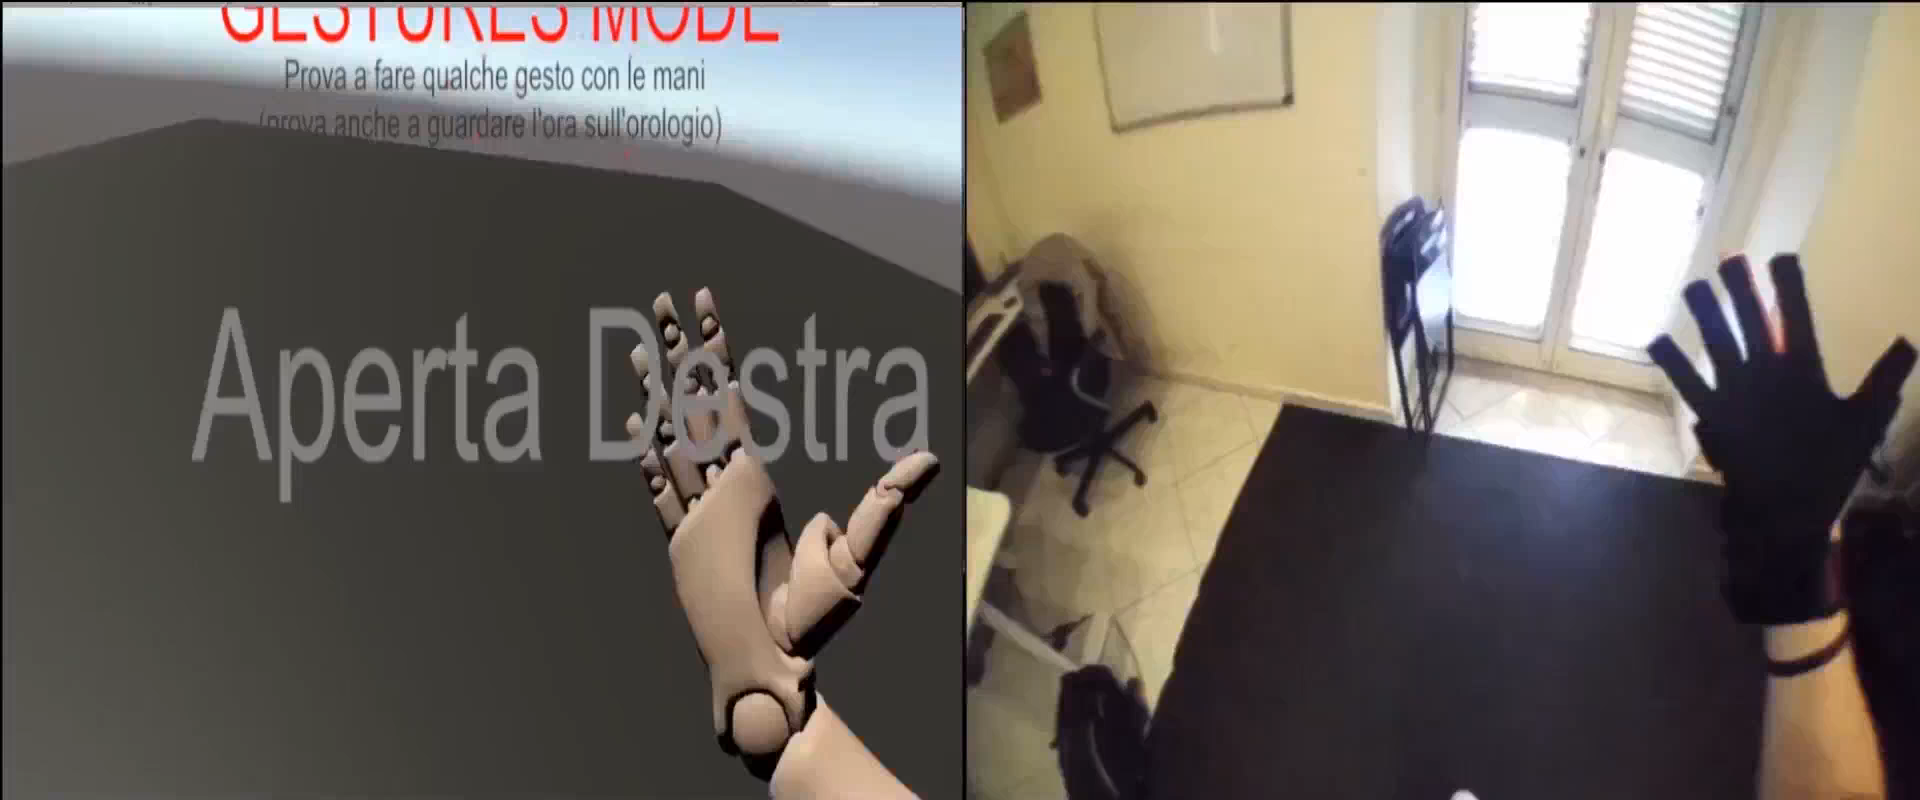 GESTURES MODE
Prova a fare qualche gesto con le mani
(prova anche a guardare l'ora sull'orologio)
Aperta Destra